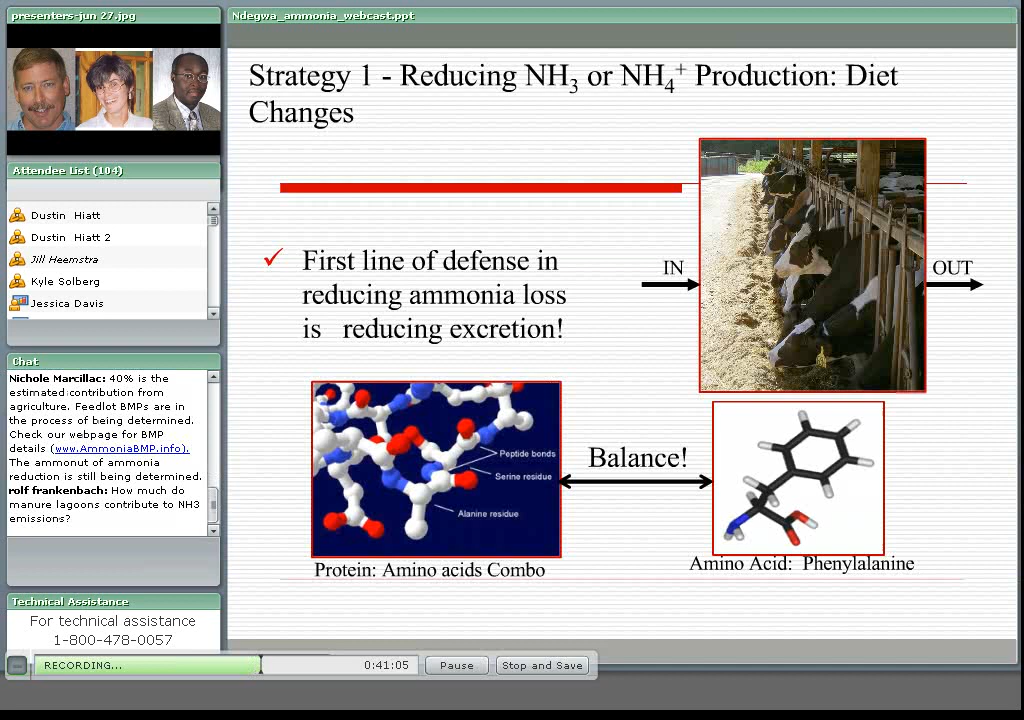 presenters-jun 27.jpg
Ndegwa_ammonia_webcast.ppt
Strategy 1 - Reducing NH3 or NH4+ Production: Diet
Changes
Attendee List (104)
Dustin Hiatt
Dustin Hiatt 2
Jill Heemstra
Kyle Solberg
Jessica Davis
IN
OUT
First line of defense in
reducing ammonia loss
is reducing excretion!
Chat
Nichole Marcillac: 40% is the
estimated contribution from
agriculture. Feedlot BMPs are in
the process of being determined.
Check our webpage for BMP
details (www.AmmoniaBMP.info).
The ammonut of ammonia
reduction is still being determined.
rolf frankenbach: How much do
manure lagoons contribute to NH3
emissions?
Peptide bonds
Serine residue
Alanine residue
Balance!
Protein: Amino acids Combo
Amino Acid: Phenylalanine
Technical Assistance
For technical assistance
1-800-478-0057
RECORDING...
0:41:05
Pause
Stop and Save